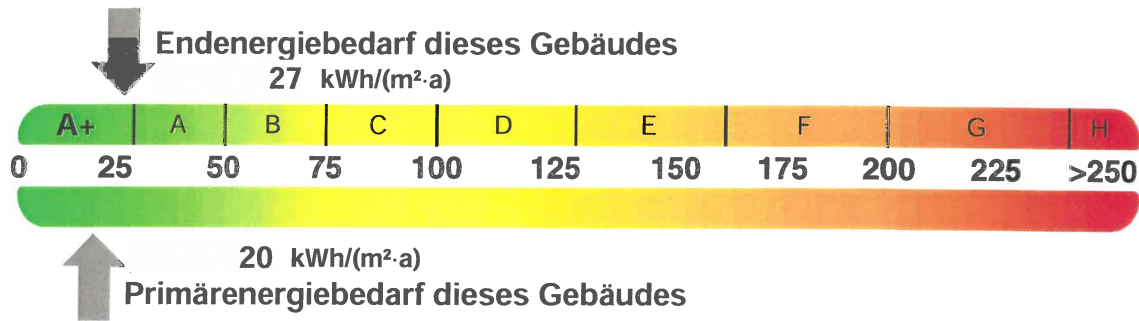 Endenergiebedarf dieses Gebäudes
27 kWh/(m²·a)
A+ A B C D E F G H
0 25 50 75 100 125 150 175 200 225 >250
20 kWh/(m²·a)
Primärenergiebedarf dieses Gebäudes